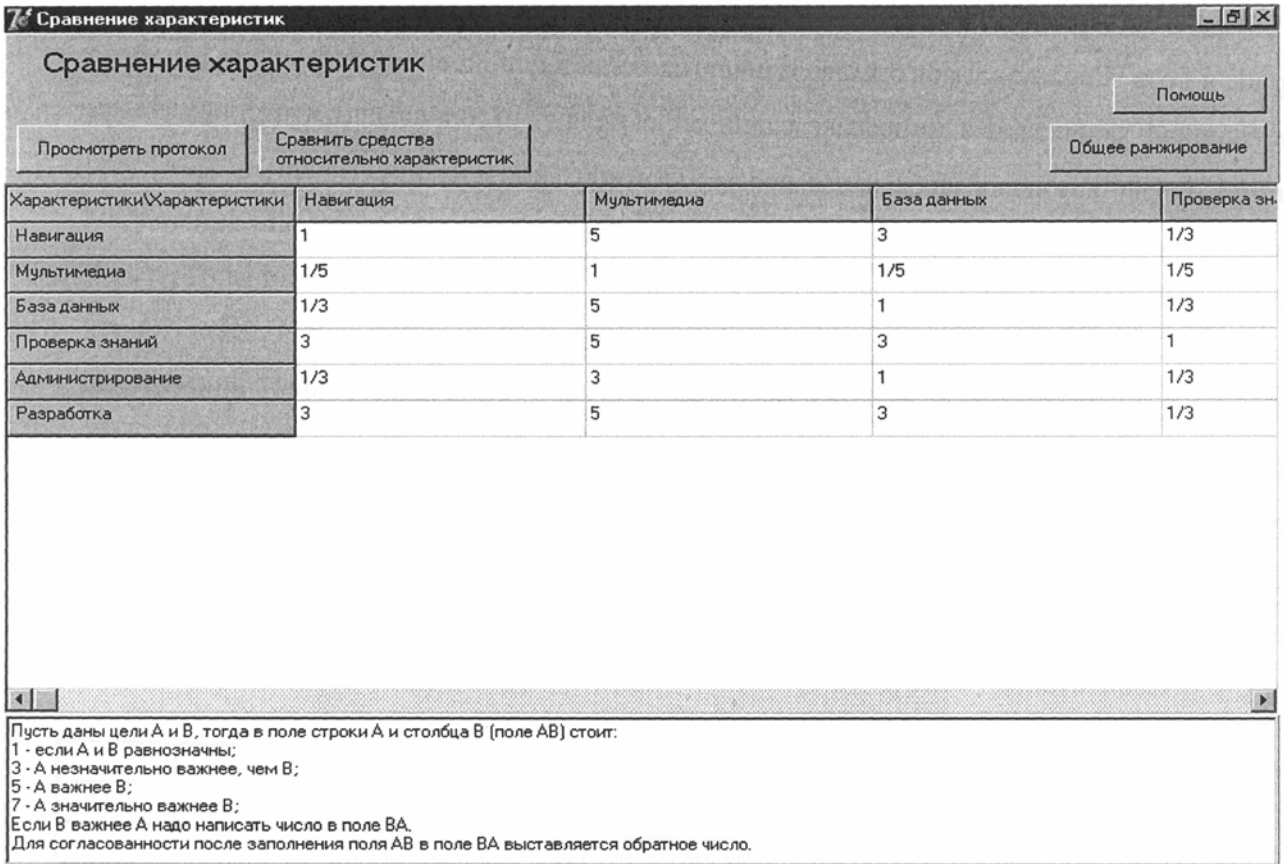 Сравнение характеристик
Сравнение характеристик
Помощь
Просмотреть протокол
Сравнить средства
относительно характеристик
Общее ранжирование
Характеристики\Характеристики Навигация Мультимедиа База данных Проверка зн
Навигация 1 5 3 1/3
Мультимедиа 1/5 1 1/5 1/5
База данных 1/3 5 1 1/3
Проверка знаний 3 5 3 1
Администрирование 1/3 3 1 1/3
Разработка 3 5 3 1/3
Пусть даны цели А и В, тогда в поле строки А и столбца В (поле АВ) стоит:
1 - если А и В равнозначны;
3 - А незначительно важнее, чем В;
5 - А важнее В;
7 - А значительно важнее В;
Если В важнее А надо написать число в поле ВА.
Для согласованности после заполнения поля АВ в поле ВА выставляется обратное число.